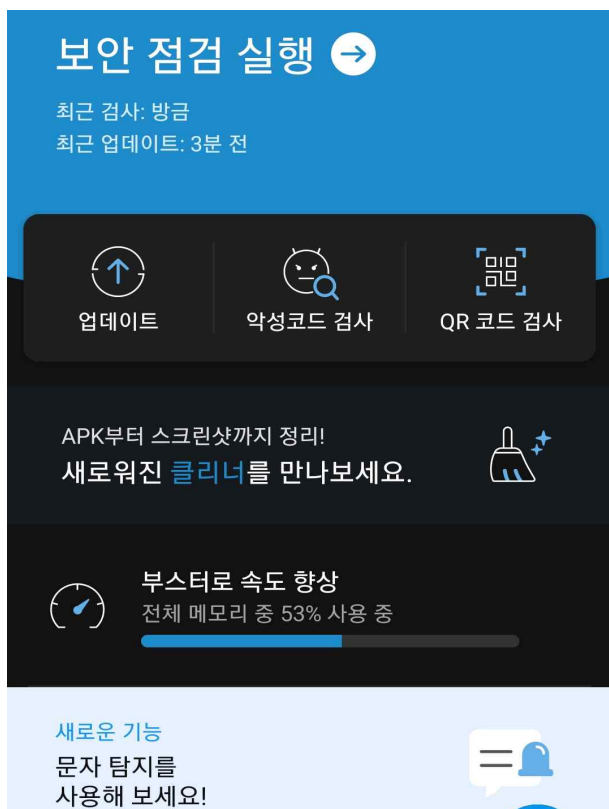 보안 점검 실행
최근 검사: 방금
최근 업데이트: 3분 전
업데이트
악성코드 검사
QR 코드 검사
APK부터 스크린샷까지 정리!
새로워진 클리너를 만나보세요.
부스터로 속도 향상
전체 메모리 중 53% 사용 중
새로운 기능
문자 탐지를
사용해 보세요!